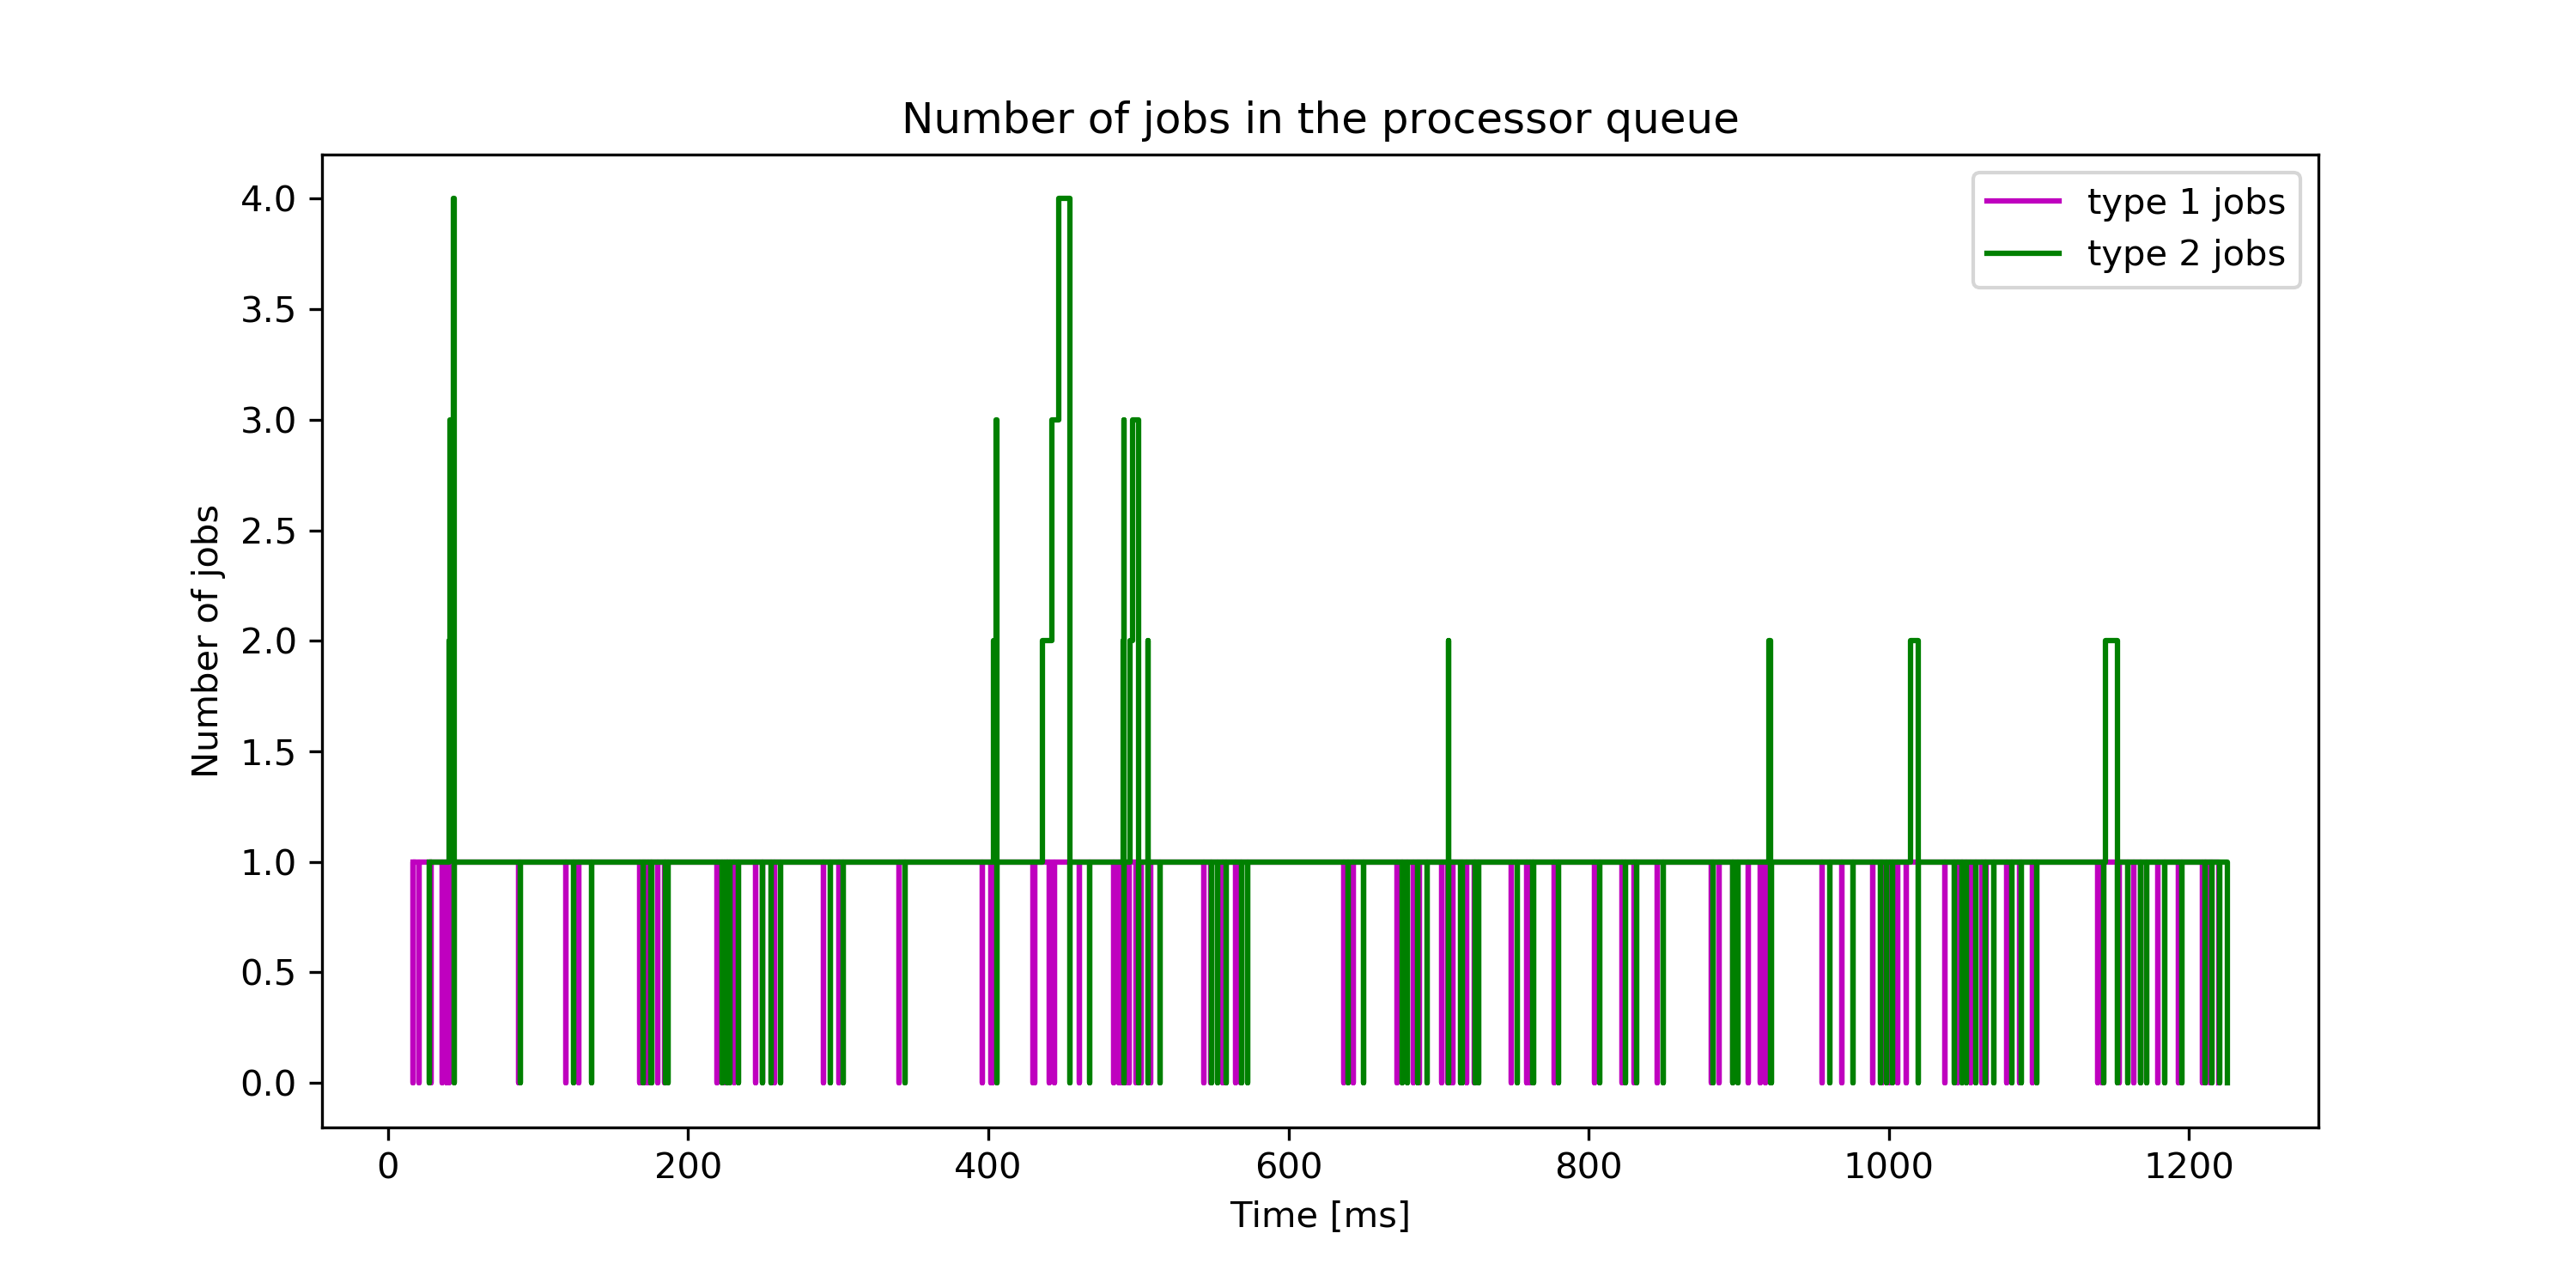 Number of jobs in the processor queue
type 1 jobs
type 2 jobs
4.0
3.5
3.0
2.5
2.0
1.5
1.0
0.5
0.0
Number of jobs
0 200 400 600 800 1000 1200
Time [ms]